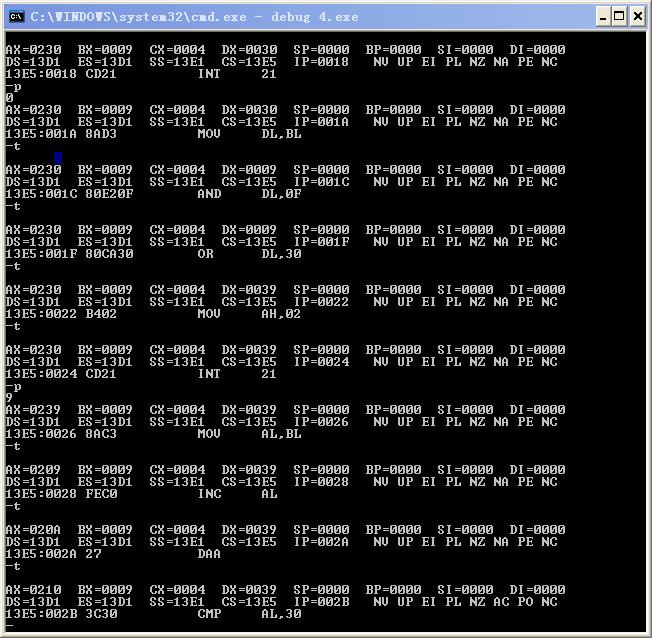 C:\WINDOWS\system32\cmd.exe - debug 4.exe
AX=0230  BX=0009  CX=0004  DX=0030  SP=0000  BP=0000  SI=0000  DI=0000
DS=13D1  ES=13D1  SS=13E1  CS=13E5  IP=0018   NV UP EI PL NZ NA PE NC
13E5:0018 CD21          INT     21
-p
0
AX=0230  BX=0009  CX=0004  DX=0030  SP=0000  BP=0000  SI=0000  DI=0000
DS=13D1  ES=13D1  SS=13E1  CS=13E5  IP=001A   NV UP EI PL NZ NA PE NC
13E5:001A 8AD3          MOV     DL,BL
-t
AX=0230  BX=0009  CX=0004  DX=0009  SP=0000  BP=0000  SI=0000  DI=0000
DS=13D1  ES=13D1  SS=13E1  CS=13E5  IP=001C   NV UP EI PL NZ NA PE NC
13E5:001C 80E20F        AND     DL,0F
-t
AX=0230  BX=0009  CX=0004  DX=0009  SP=0000  BP=0000  SI=0000  DI=0000
DS=13D1  ES=13D1  SS=13E1  CS=13E5  IP=001F   NV UP EI PL NZ NA PE NC
13E5:001F 80CA30        OR      DL,30
-t
AX=0230  BX=0009  CX=0004  DX=0039  SP=0000  BP=0000  SI=0000  DI=0000
DS=13D1  ES=13D1  SS=13E1  CS=13E5  IP=0022   NV UP EI PL NZ NA PE NC
13E5:0022 B402          MOV     AH,02
-t
AX=0230  BX=0009  CX=0004  DX=0039  SP=0000  BP=0000  SI=0000  DI=0000
DS=13D1  ES=13D1  SS=13E1  CS=13E5  IP=0024   NV UP EI PL NZ NA PE NC
13E5:0024 CD21          INT     21
-p
9
AX=0239  BX=0009  CX=0004  DX=0039  SP=0000  BP=0000  SI=0000  DI=0000
DS=13D1  ES=13D1  SS=13E1  CS=13E5  IP=0026   NV UP EI PL NZ NA PE NC
13E5:0026 8AC3          MOV     AL,BL
-t
AX=0209  BX=0009  CX=0004  DX=0039  SP=0000  BP=0000  SI=0000  DI=0000
DS=13D1  ES=13D1  SS=13E1  CS=13E5  IP=0028   NV UP EI PL NZ NA PE NC
13E5:0028 FEC0          INC     AL
-t
AX=020A  BX=0009  CX=0004  DX=0039  SP=0000  BP=0000  SI=0000  DI=0000
DS=13D1  ES=13D1  SS=13E1  CS=13E5  IP=002A   NV UP EI PL NZ NA PE NC
13E5:002A 27            DAA
-t
AX=0210  BX=0009  CX=0004  DX=0039  SP=0000  BP=0000  SI=0000  DI=0000
DS=13D1  ES=13D1  SS=13E1  CS=13E5  IP=002B   NV UP EI PL NZ AC PO NC
13E5:002B 3C30          CMP     AL,30
-